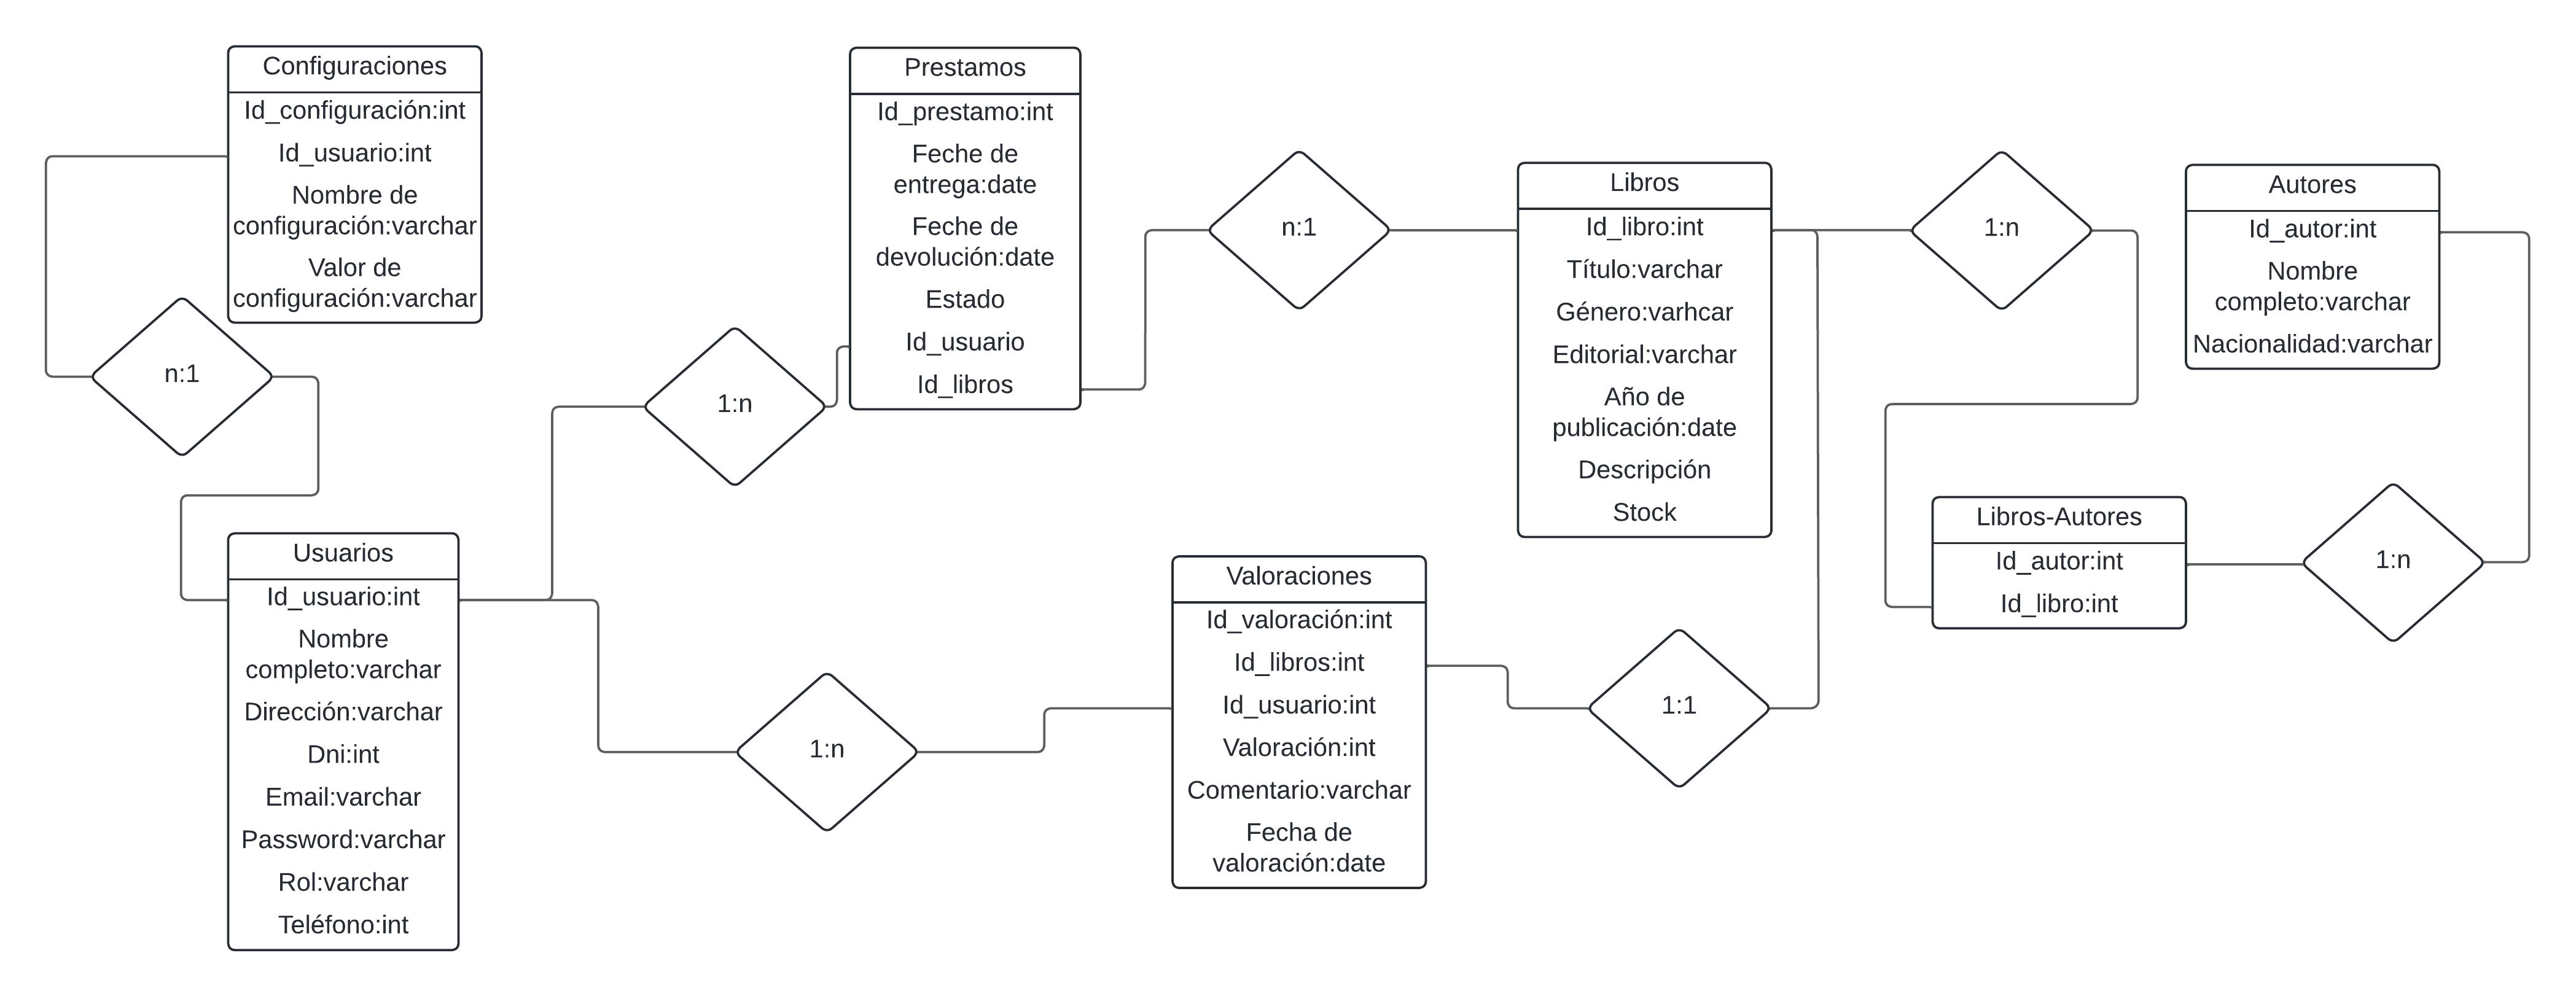 Configuraciones
Id_configuración:int
Id_usuario:int
Nombre de
configuración:varchar
Valor de
configuración:varchar
n:1
Usuarios
Id_usuario:int
Nombre
completo:varchar
Dirección:varchar
Dni:int
Email:varchar
Password:varchar
Rol:varchar
Teléfono:int
1:n
Prestamos
Id_prestamo:int
Feche de
entrega:date
Feche de
devolución:date
Estado
Id_usuario
Id_libros
n:1
1:n
Valoraciones
Id_valoración:int
Id_libros:int
Id_usuario:int
Valoración:int
Comentario:varchar
Fecha de
valoración:date
1:1
Libros
Id_libro:int
Título:varchar
Género:varhcar
Editorial:varchar
Año de
publicación:date
Descripción
Stock
1:n
Libros-Autores
Id_autor:int
Id_libro:int
1:n
Autores
Id_autor:int
Nombre
completo:varchar
Nacionalidad:varchar